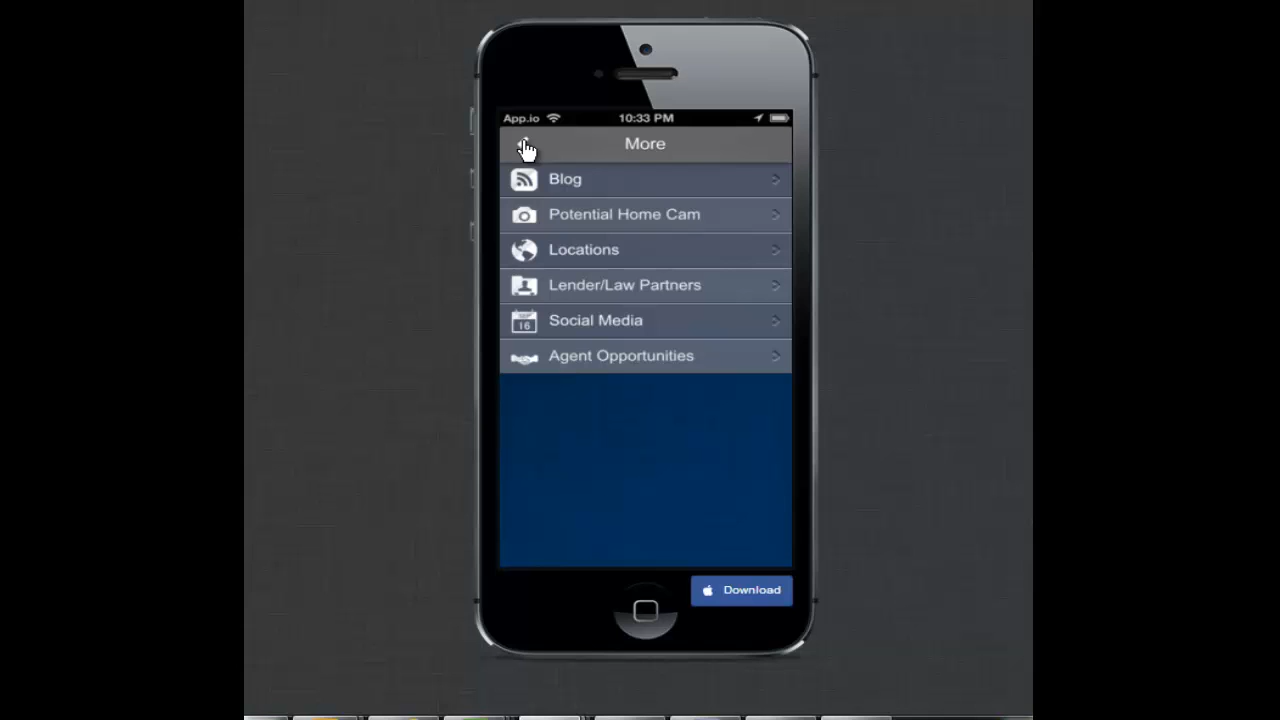 App.io 10:33 PM
More
Blog
Potential Home Cam
Locations
Lender/Law Partners
16
Social Media
Agent Opportunities
Download